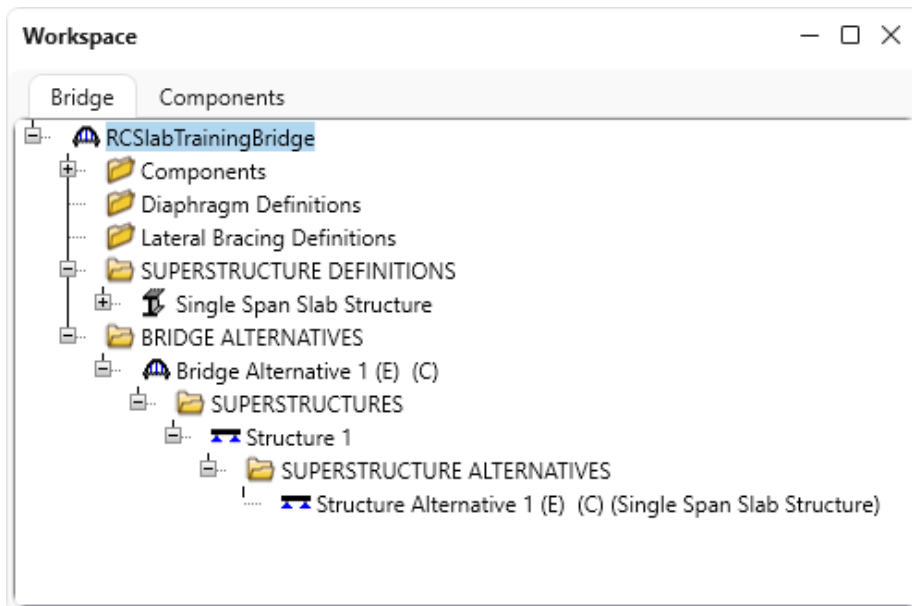 Workspace
Bridge Components
RCSlabTrainingBridge
Components
Diaphragm Definitions
Lateral Bracing Definitions
SUPERSTRUCTURE DEFINITIONS
Single Span Slab Structure
BRIDGE ALTERNATIVES
Bridge Alternative 1 (E) (C)
SUPERSTRUCTURES
Structure 1
SUPERSTRUCTURE ALTERNATIVES
Structure Alternative 1 (E) (C) (Single Span Slab Structure)